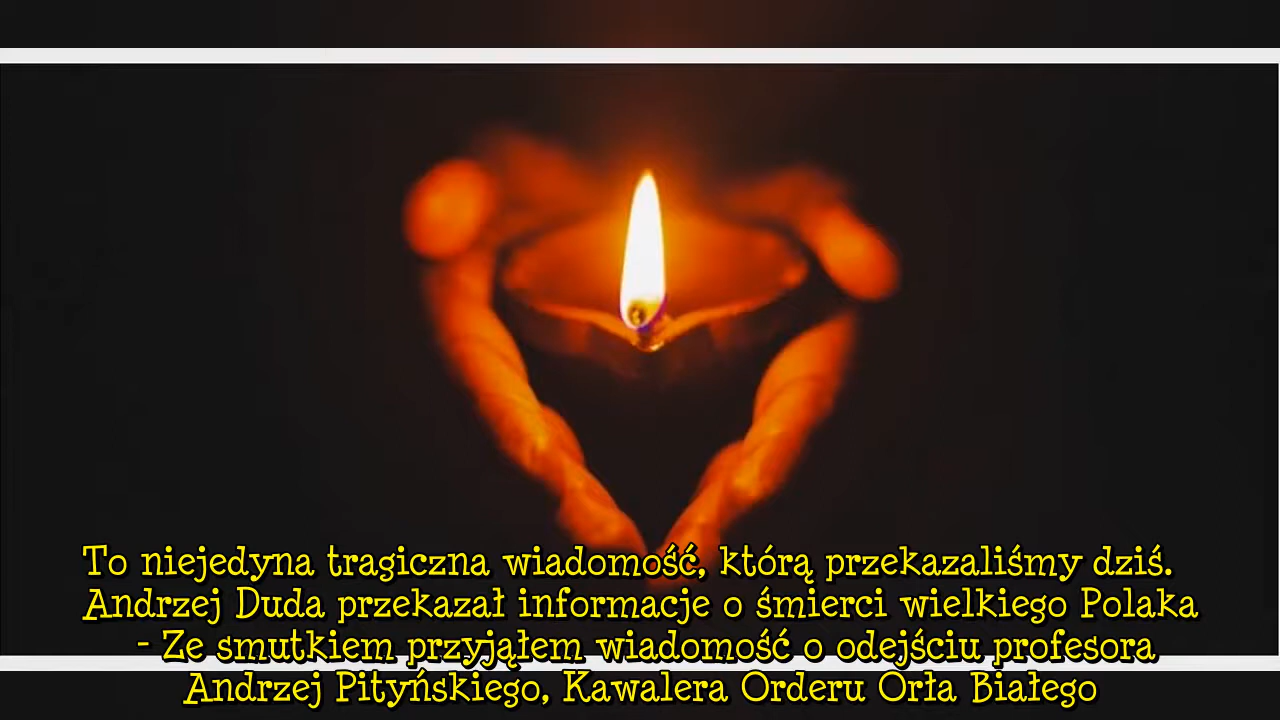 To niejedyna tragiczna wiadomość, którą przekazaliśmy dziś.
Andrzej Duda przekazał informacje o śmierci wielkiego Polaka
- Ze smutkiem przyjąłem wiadomość o odejściu profesora
Andrzej Pityńskiego, Kawalera Orderu Orła Białego